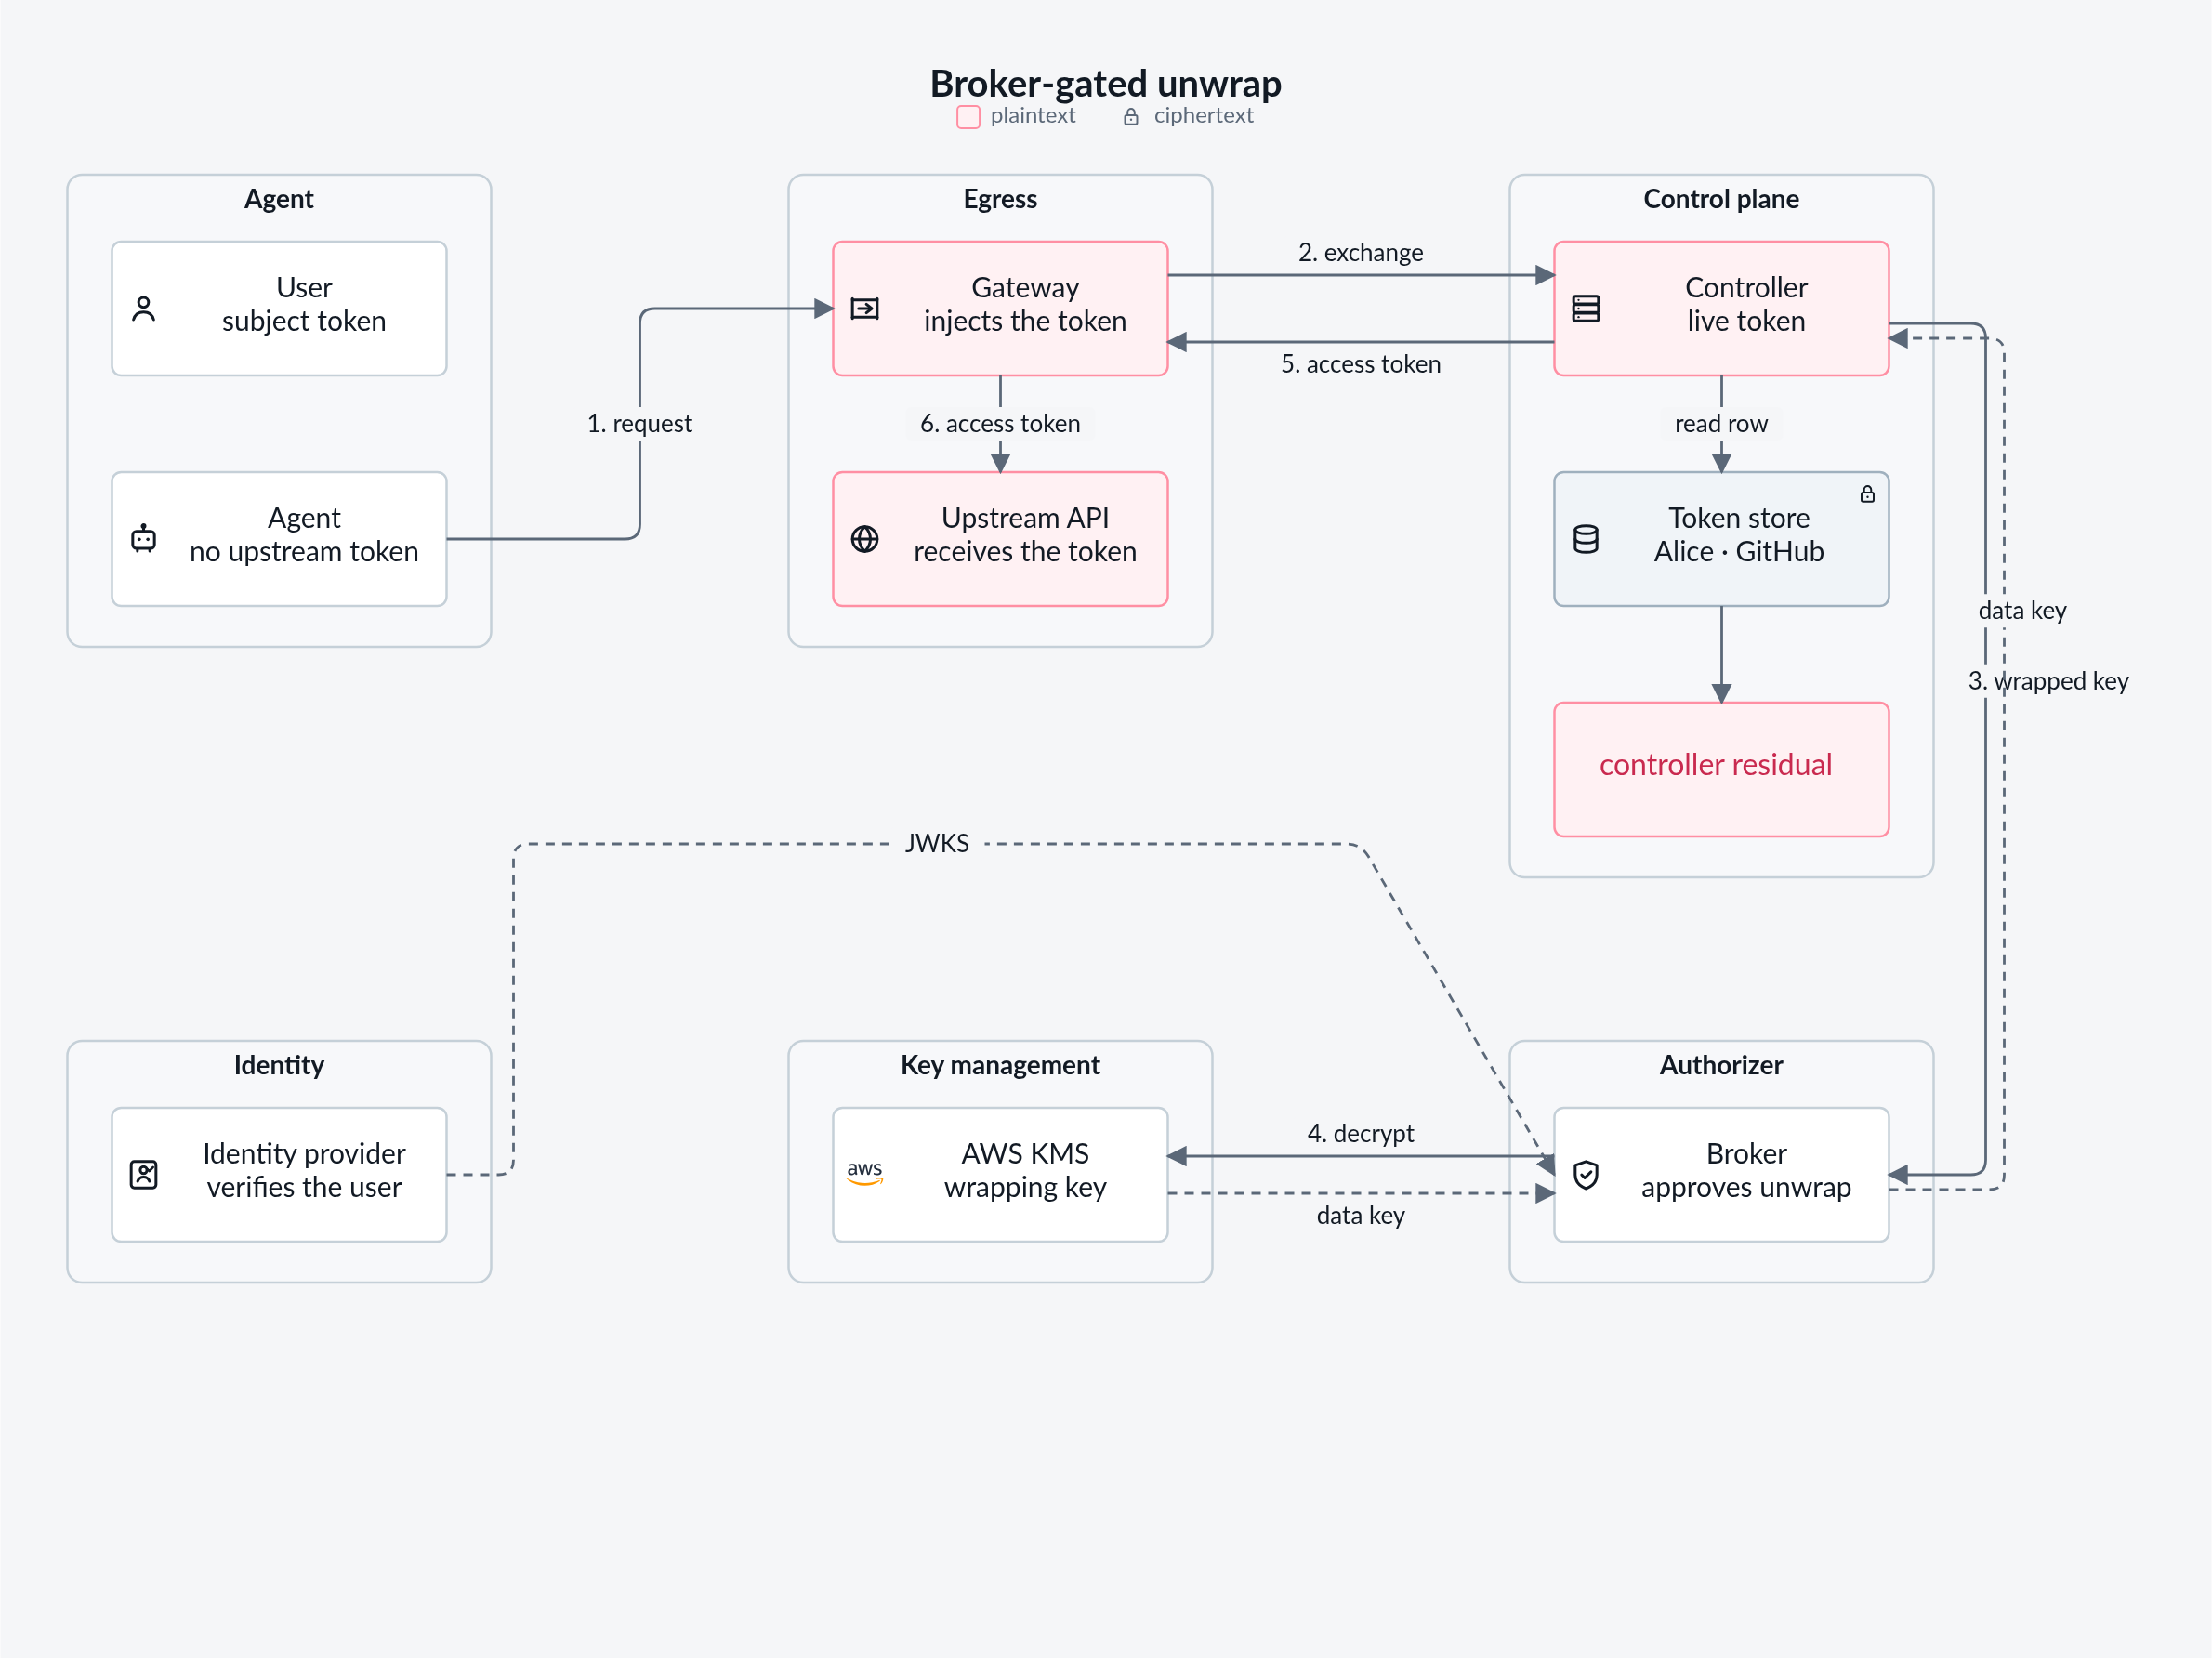 Broker-gated unwrap
plaintext
ciphertext
Agent
User
subject token
Agent
no upstream token
1. request
Egress
Gateway
injects the token
6. access token
Upstream API
receives the token
2. exchange
5. access token
Control plane
Controller
live token
read row
Token store
Alice · GitHub
controller residual
data key
3. wrapped key
JWKS
Identity
Identity provider
verifies the user
Key management
aws
AWS KMS
wrapping key
4. decrypt
data key
Authorizer
Broker
approves unwrap